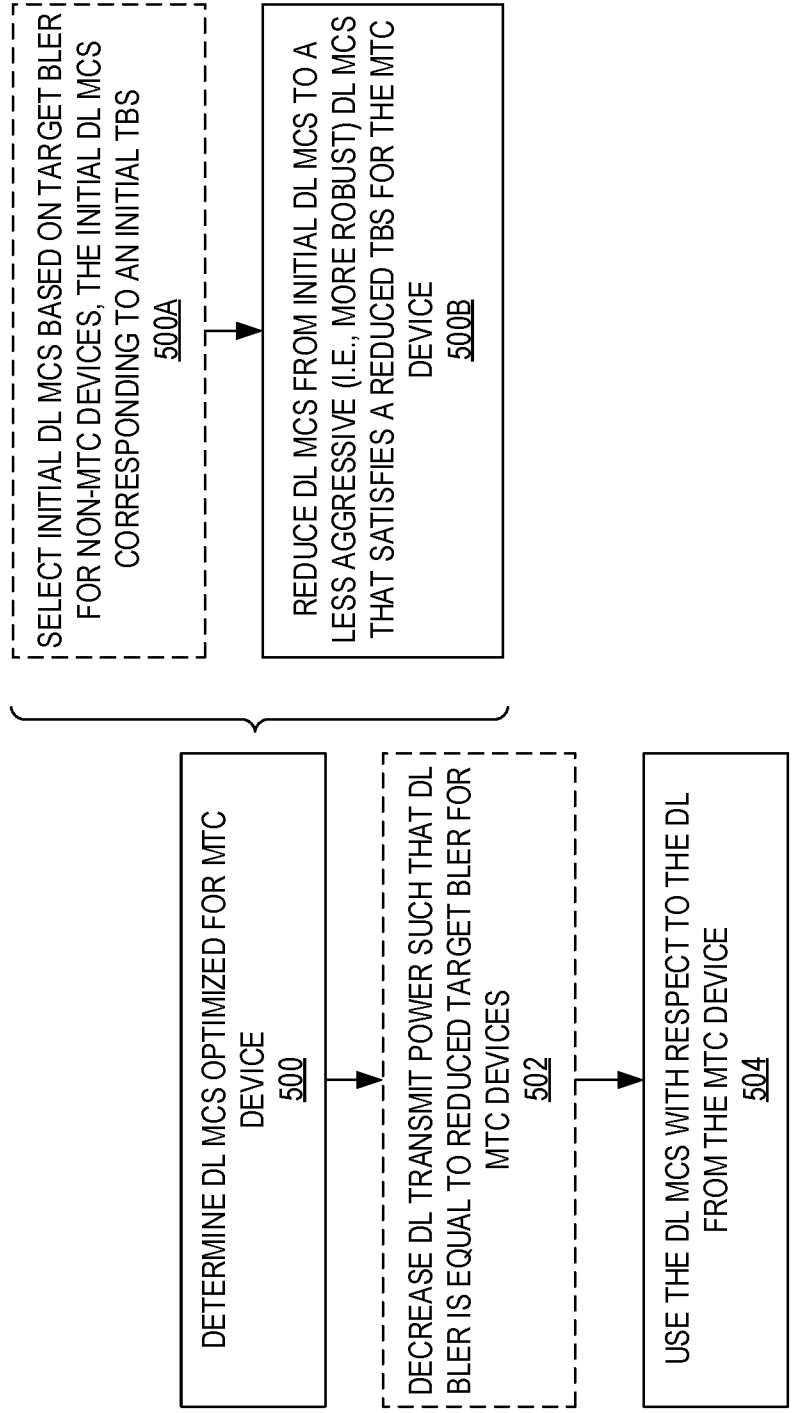 DETERMINE DL MCS OPTIMIZED FOR MTC
DEVICE
500
DECREASE DL TRANSMIT POWER SUCH THAT DL
BLER IS EQUAL TO REDUCED TARGET BLER FOR
MTC DEVICES
502
USE THE DL MCS WITH RESPECT TO THE DL
FROM THE MTC DEVICE
504
SELECT INITIAL DL MCS BASED ON TARGET BLER
FOR NON-MTC DEVICES, THE INITIAL DL MCS
CORRESPONDING TO AN INITIAL TBS
500A
REDUCE DL MCS FROM INITIAL DL MCS TO A
LESS AGGRESSIVE (I.E., MORE ROBUST) DL MCS
THAT SATISFIES A REDUCED TBS FOR THE MTC
DEVICE
500B